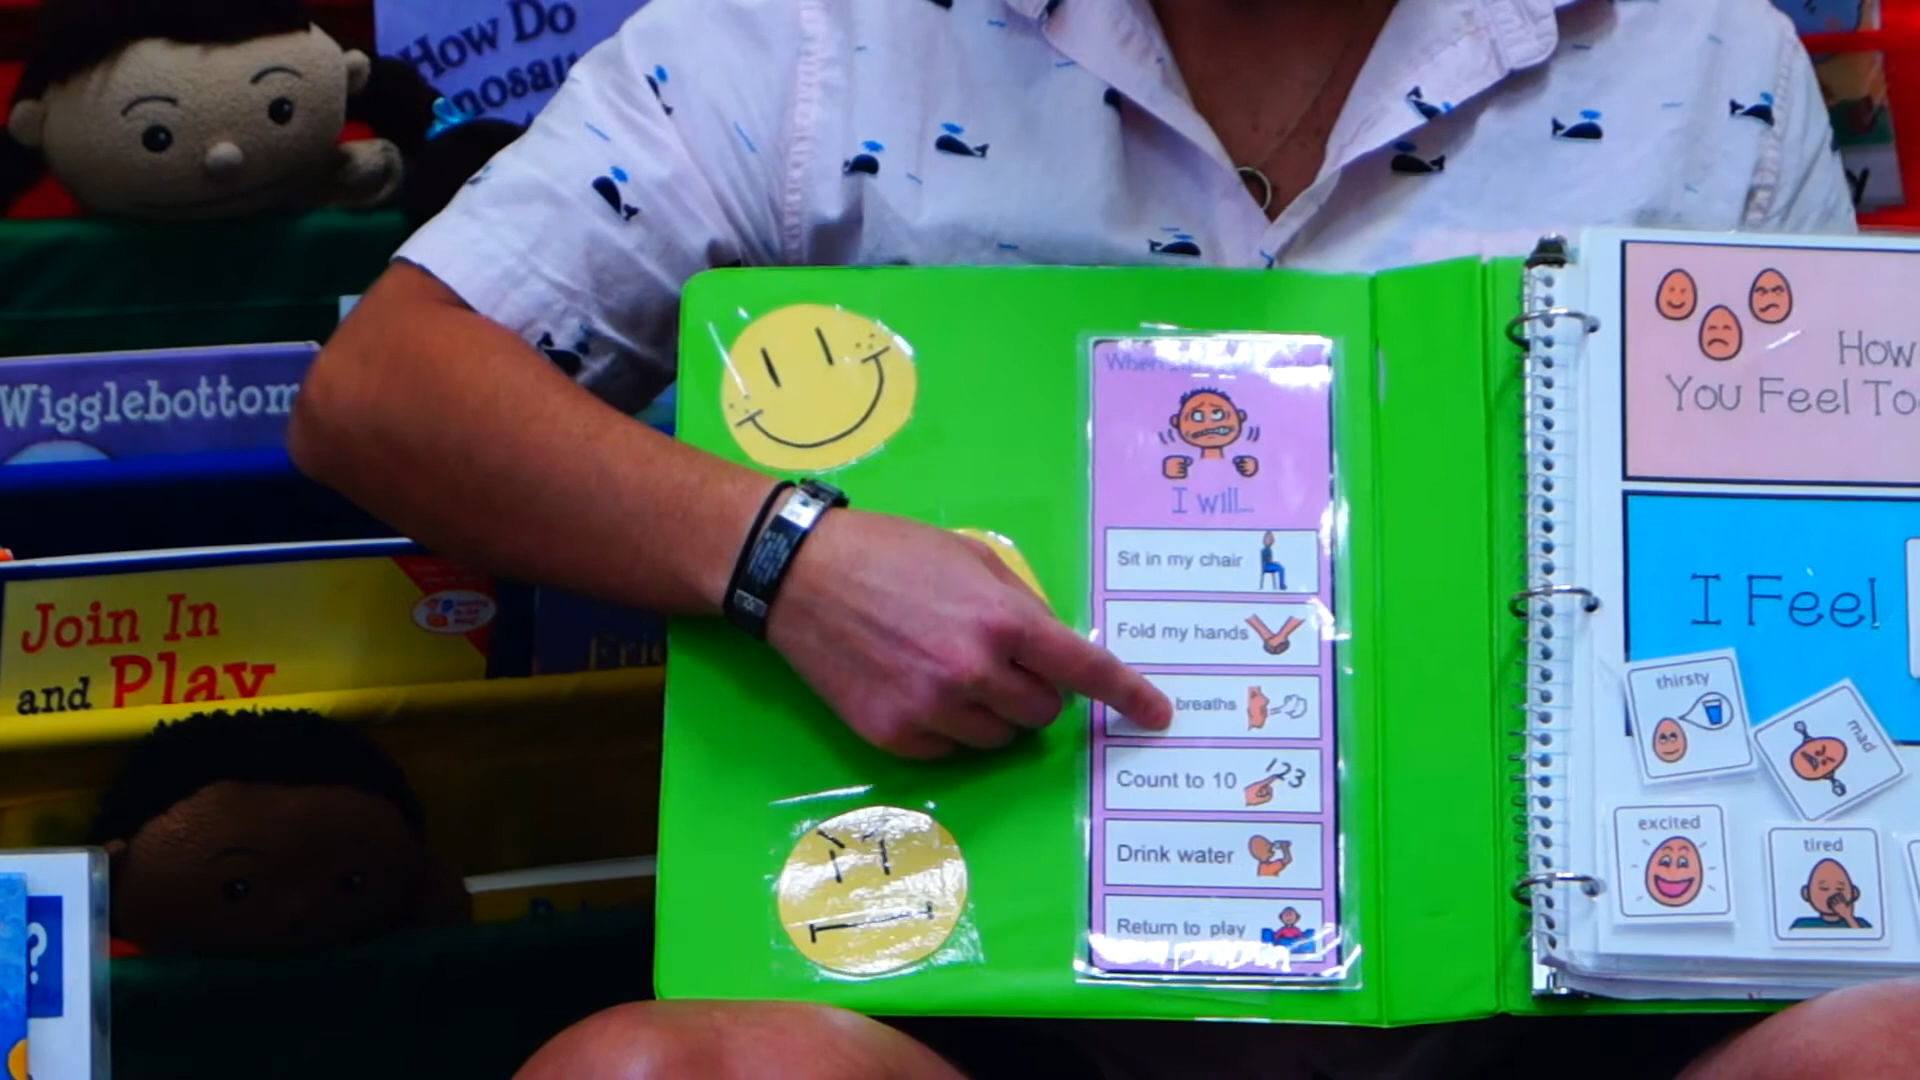 How Do
Wigglebottom
Join In
and Play
When
I will...
Sit in my chair
Fold my hands
breaths
Count to 10
123
Drink water
Return to play
How
You Feel To
I Feel
thirsty
mad
excited
tired
?